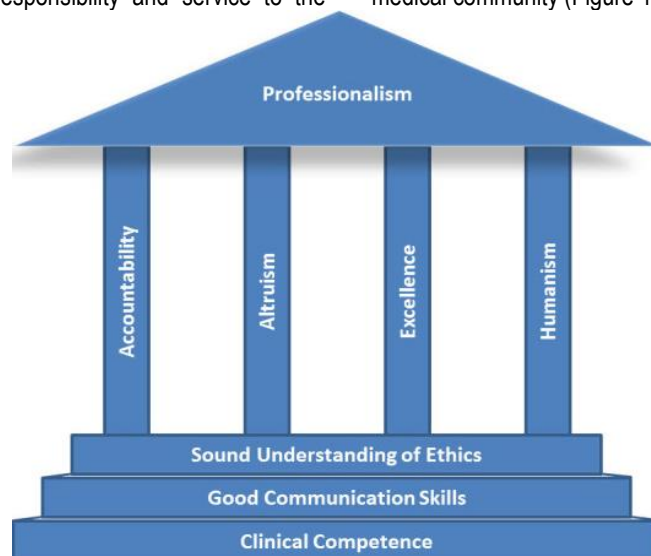 esponsibility and service to the
medical community (Figure 1
Professionalism
Accountability
Altruism
Excellence
Humanism
Sound Understanding of Ethics
Good Communication Skills
Clinical Competence